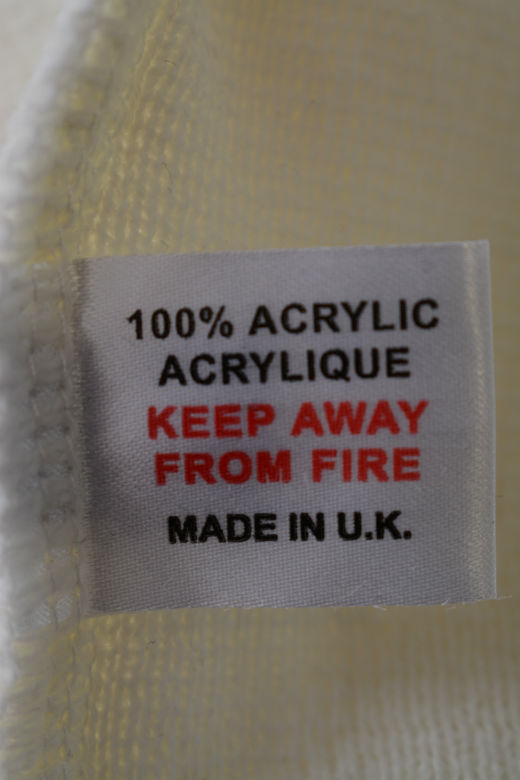 100% ACRYLIC
ACRYLIQUE
KEEP AWAY
FROM FIRE
MADE IN U.K.